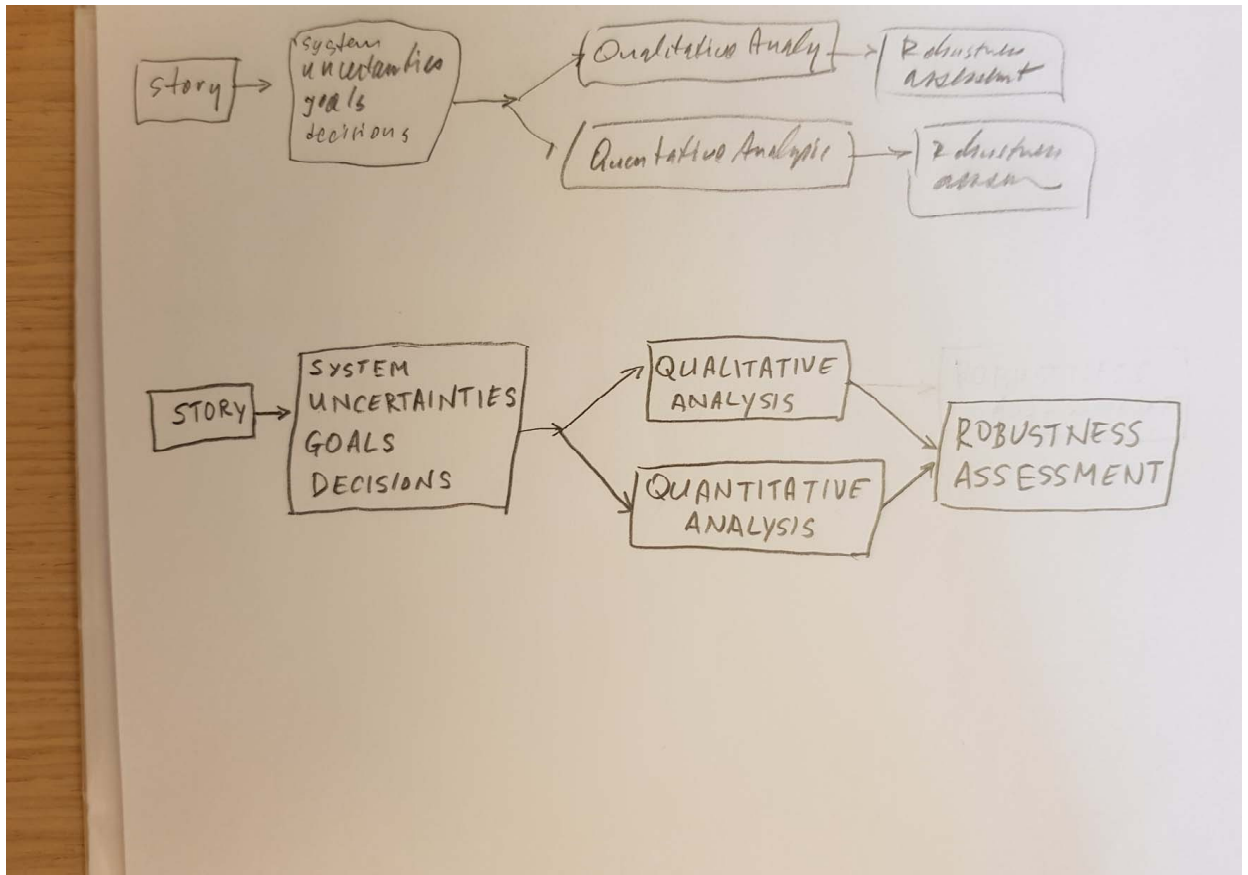 story
system
uncertainties
goals
decisions
Qualitative Analy
Robustness
assessment
Quantitative Analysis
Robustness
STORY
SYSTEM
UNCERTAINTIES
GOALS
DECISIONS
QUALITATIVE
ANALYSIS
QUANTITATIVE
ANALYSIS
ROBUSTNESS
ASSESSMENT